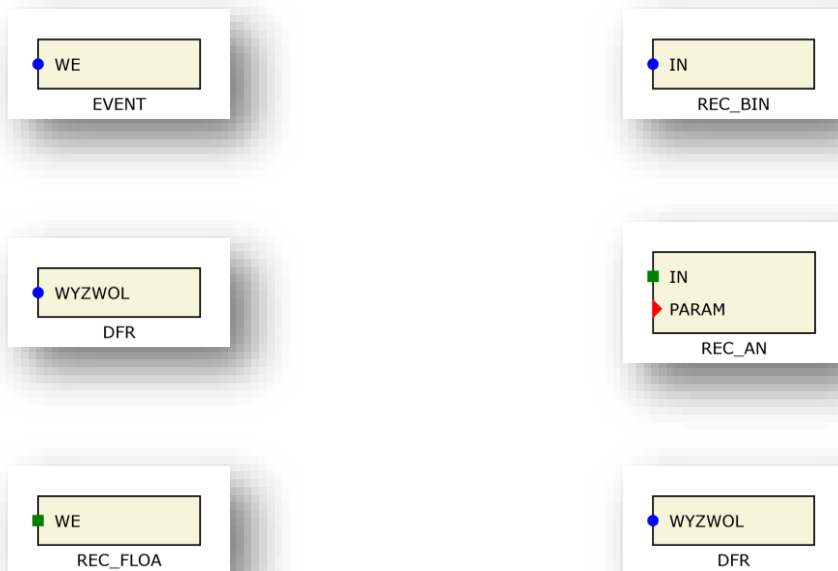 WE
EVENT
IN
REC_BIN
WYZWOL
DFR
IN
PARAM
REC_AN
WE
REC_FLOA
WYZWOL
DFR